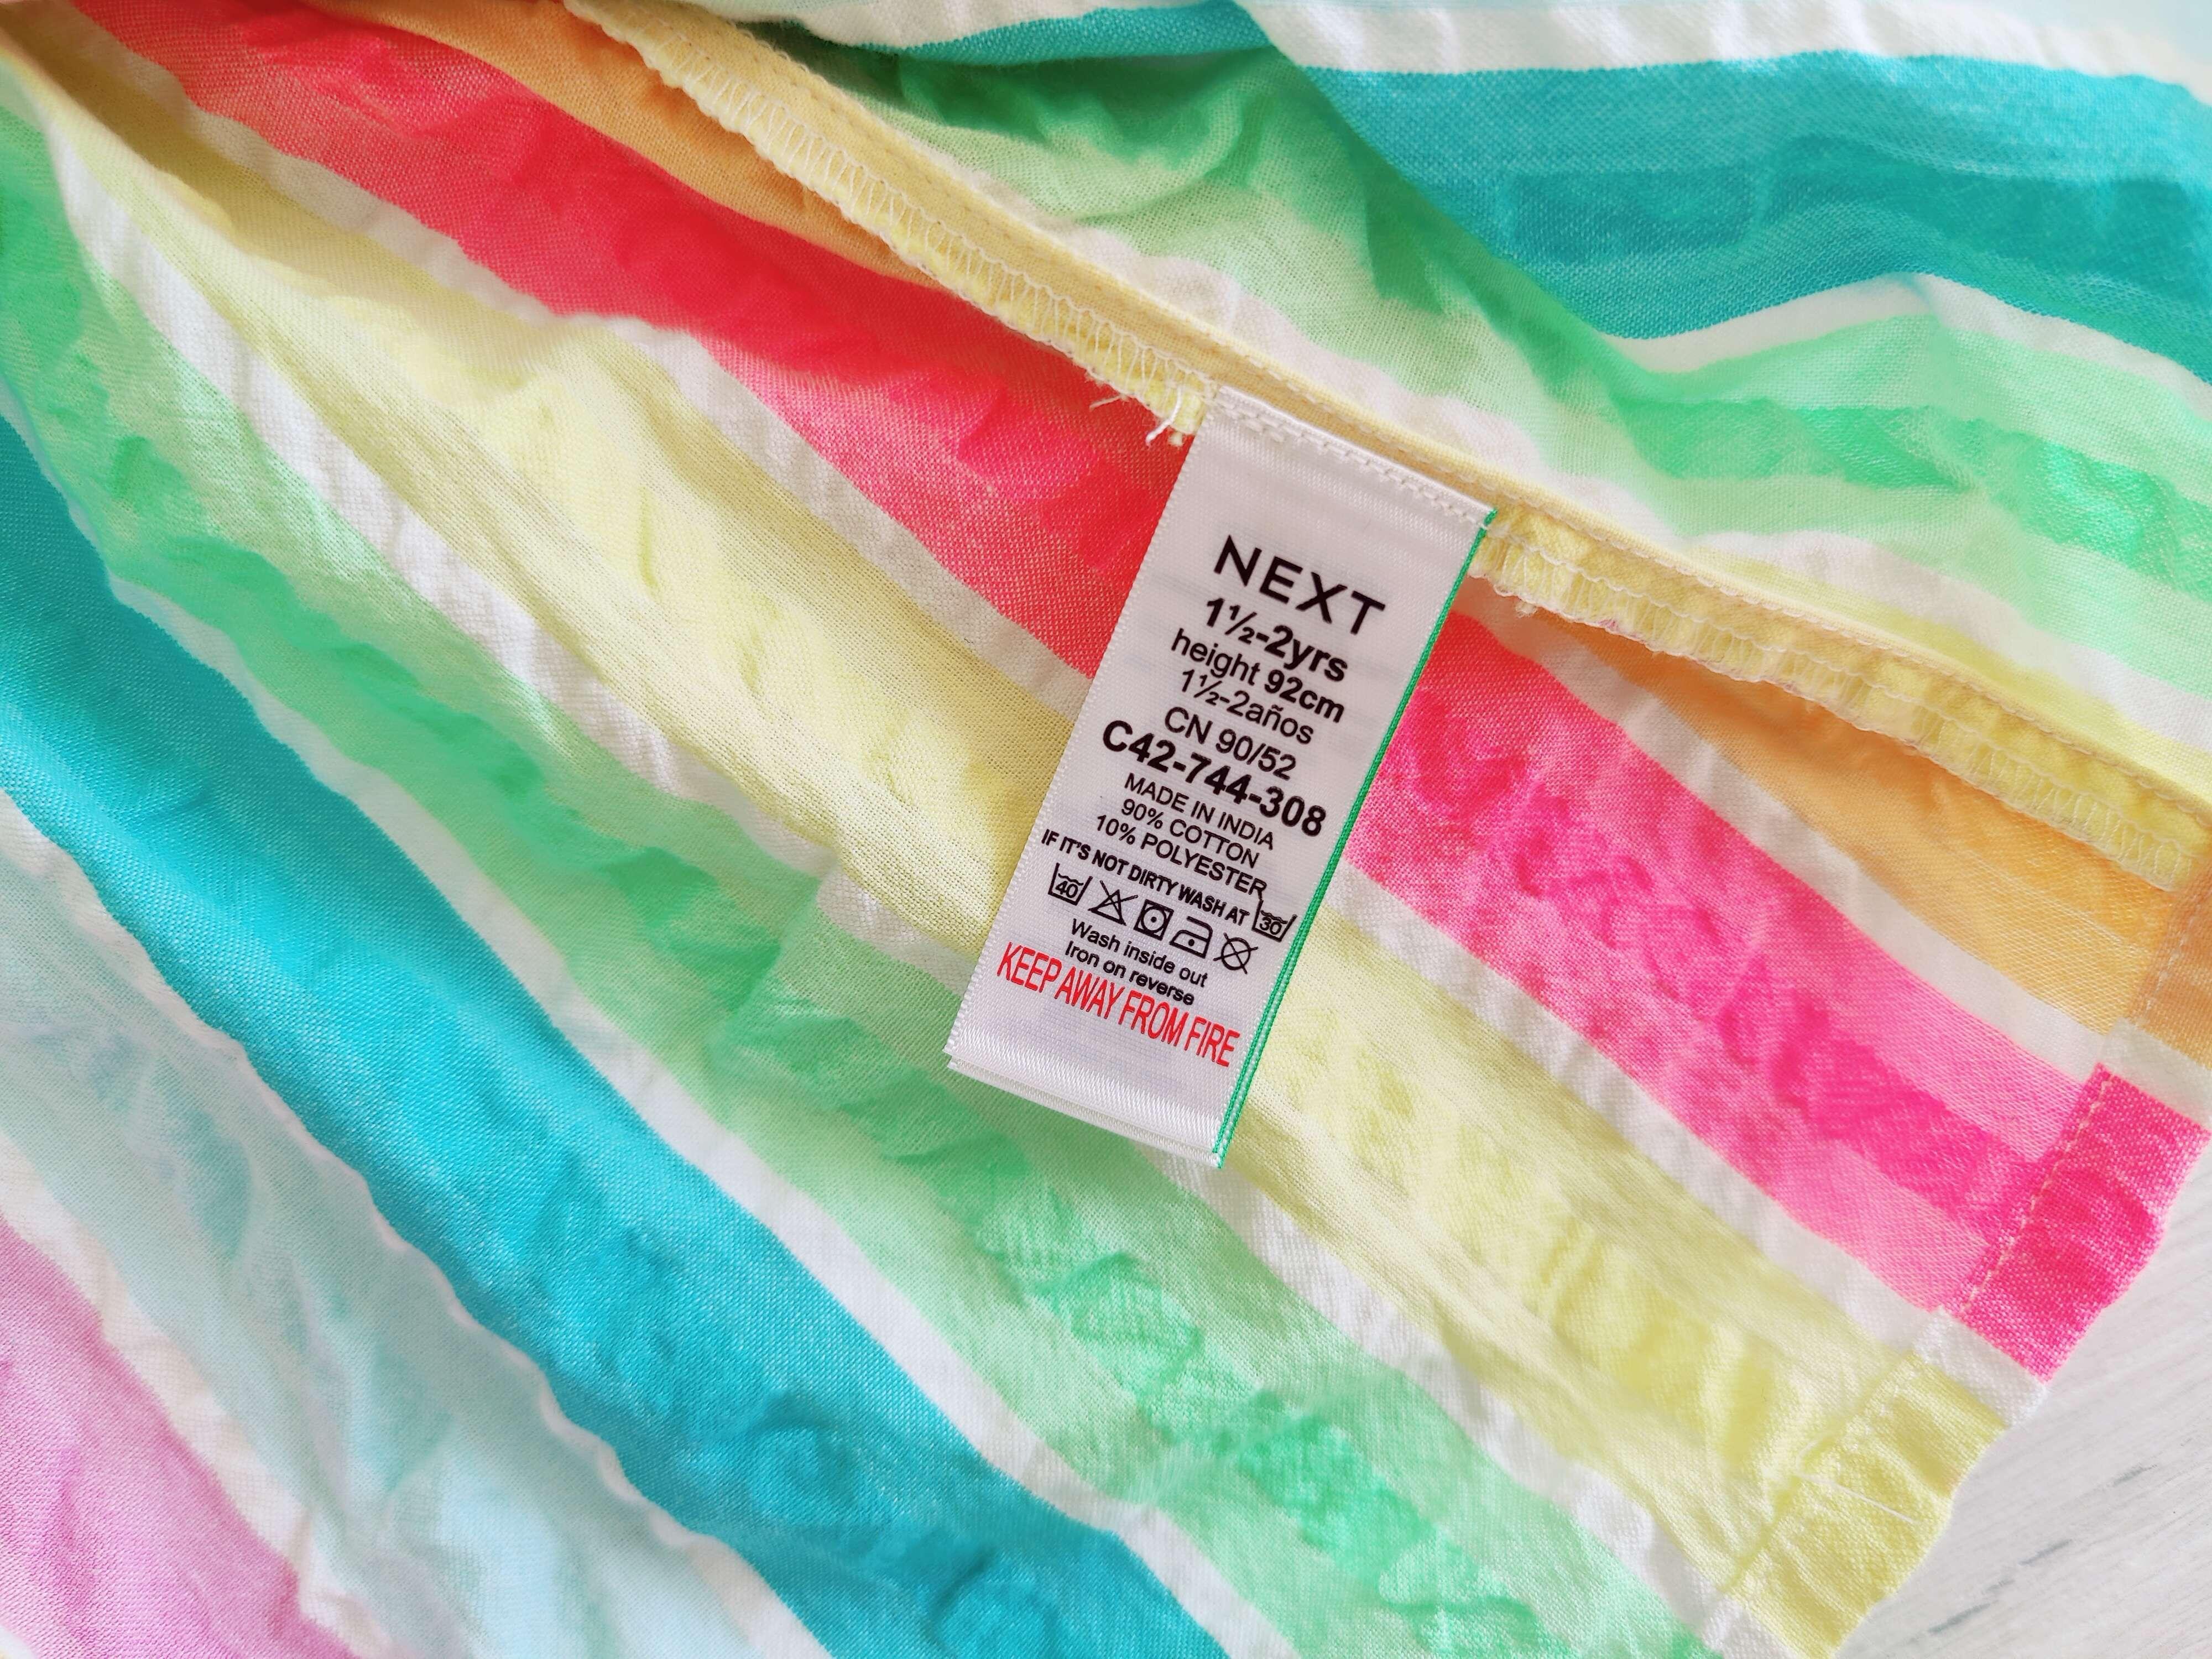 NEXT
1½-2yrs
height 92cm
1½-2años
CN 90/52
C42-744-308
MADE IN INDIA
90% COTTON
10% POLYESTER
IF IT'S NOT DIRTY WASH AT 30
40
Wash inside out
Iron on reverse
KEEP AWAY FROM FIRE